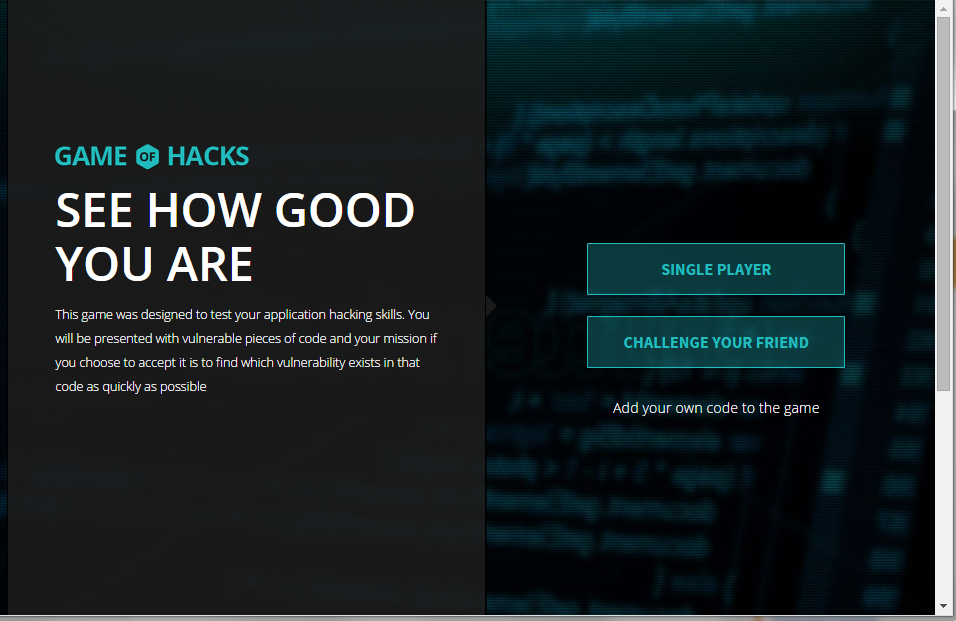 GAME OF HACKS
SEE HOW GOOD
YOU ARE
This game was designed to test your application hacking skills. You
will be presented with vulnerable pieces of code and your mission if
you choose to accept it is to find which vulnerability exists in that
code as quickly as possible
SINGLE PLAYER
CHALLENGE YOUR FRIEND
Add your own code to the game